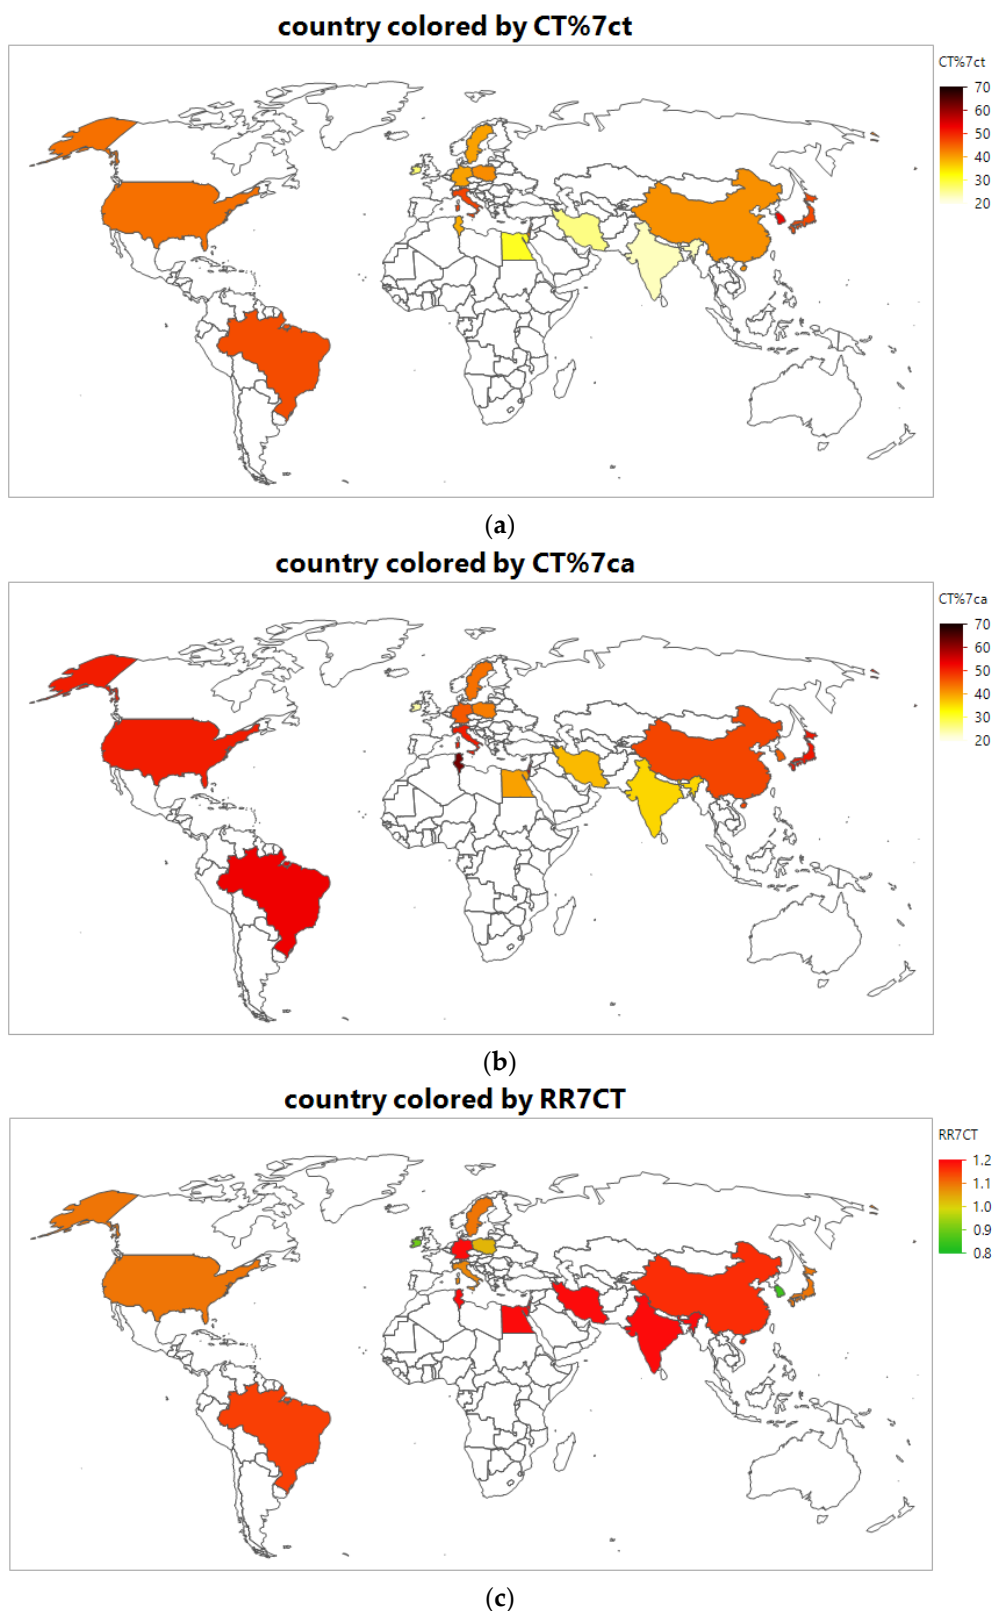 country colored by CT%7ct
CT%7ct
70
60
50
40
30
20
(a)
country colored by CT%7ca
CT%7ca
70
60
50
40
30
20
(b)
country colored by RR7CT
RR7CT
1.2
1.1
1.0
0.9
0.8
(c)